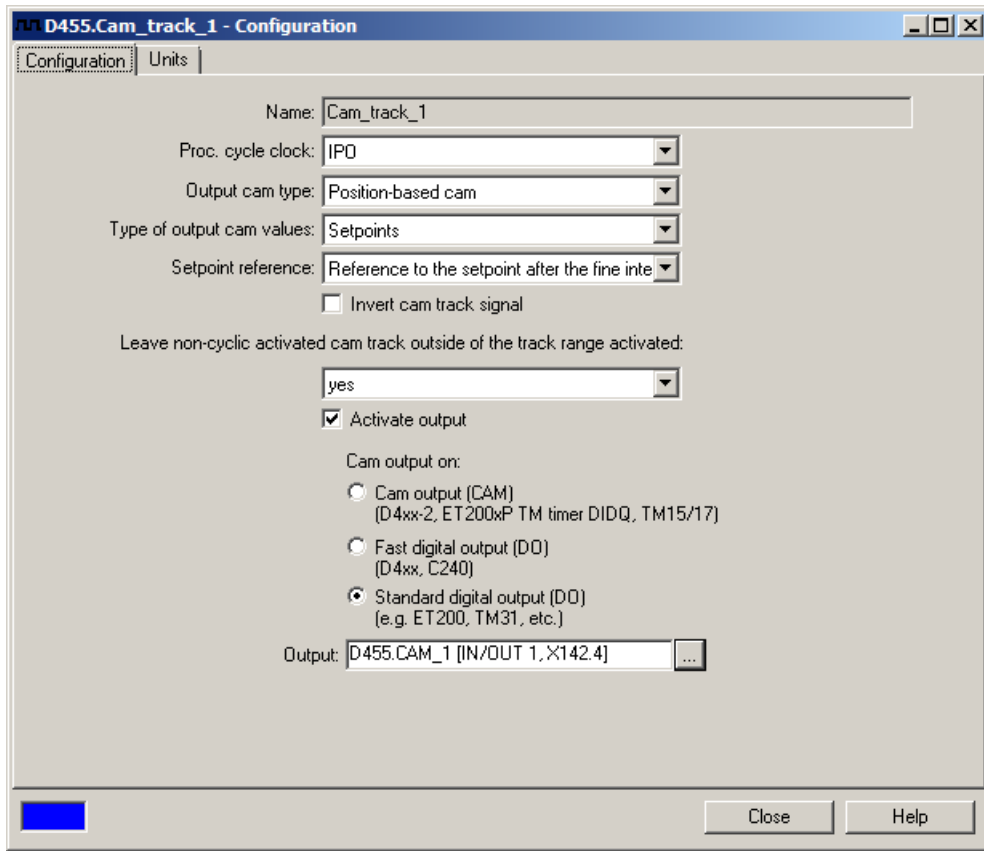 D455.Cam_track_1 - Configuration
Configuration Units
Name: Cam_track_1
Proc. cycle clock: IPO
Output cam type: Position-based cam
Type of output cam values: Setpoints
Setpoint reference: Reference to the setpoint after the fine inte
Invert cam track signal
Leave non-cyclic activated cam track outside of the track range activated:
yes
Activate output
Cam output on:
Cam output (CAM)
(D4xx-2, ET200xP TM timer DIDQ, TM15/17)
Fast digital output (DO)
(D4xx, C240)
Standard digital output (DO)
(e.g. ET200, TM31, etc.)
Output: D455.CAM_1 [IN/OUT 1, X142.4] ...
Close Help